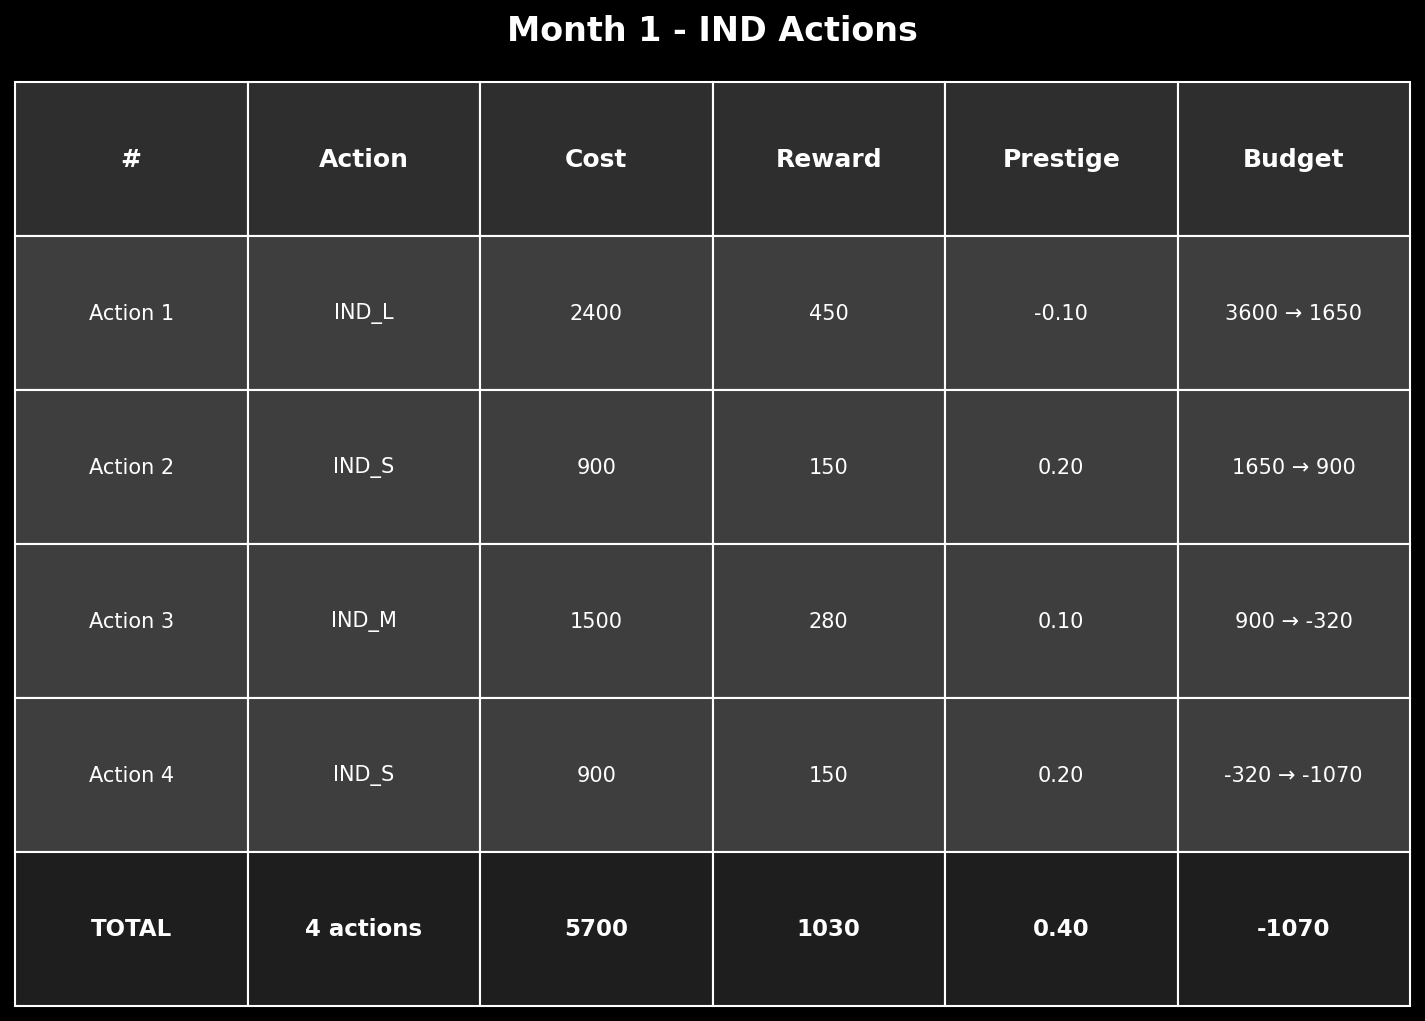 Month 1 - IND Actions
# Action Cost Reward Prestige Budget
Action 1 IND_L 2400 450 -0.10 3600 → 1650
Action 2 IND_S 900 150 0.20 1650 → 900
Action 3 IND_M 1500 280 0.10 900 → -320
Action 4 IND_S 900 150 0.20 -320 → -1070
TOTAL 4 actions 5700 1030 0.40 -1070